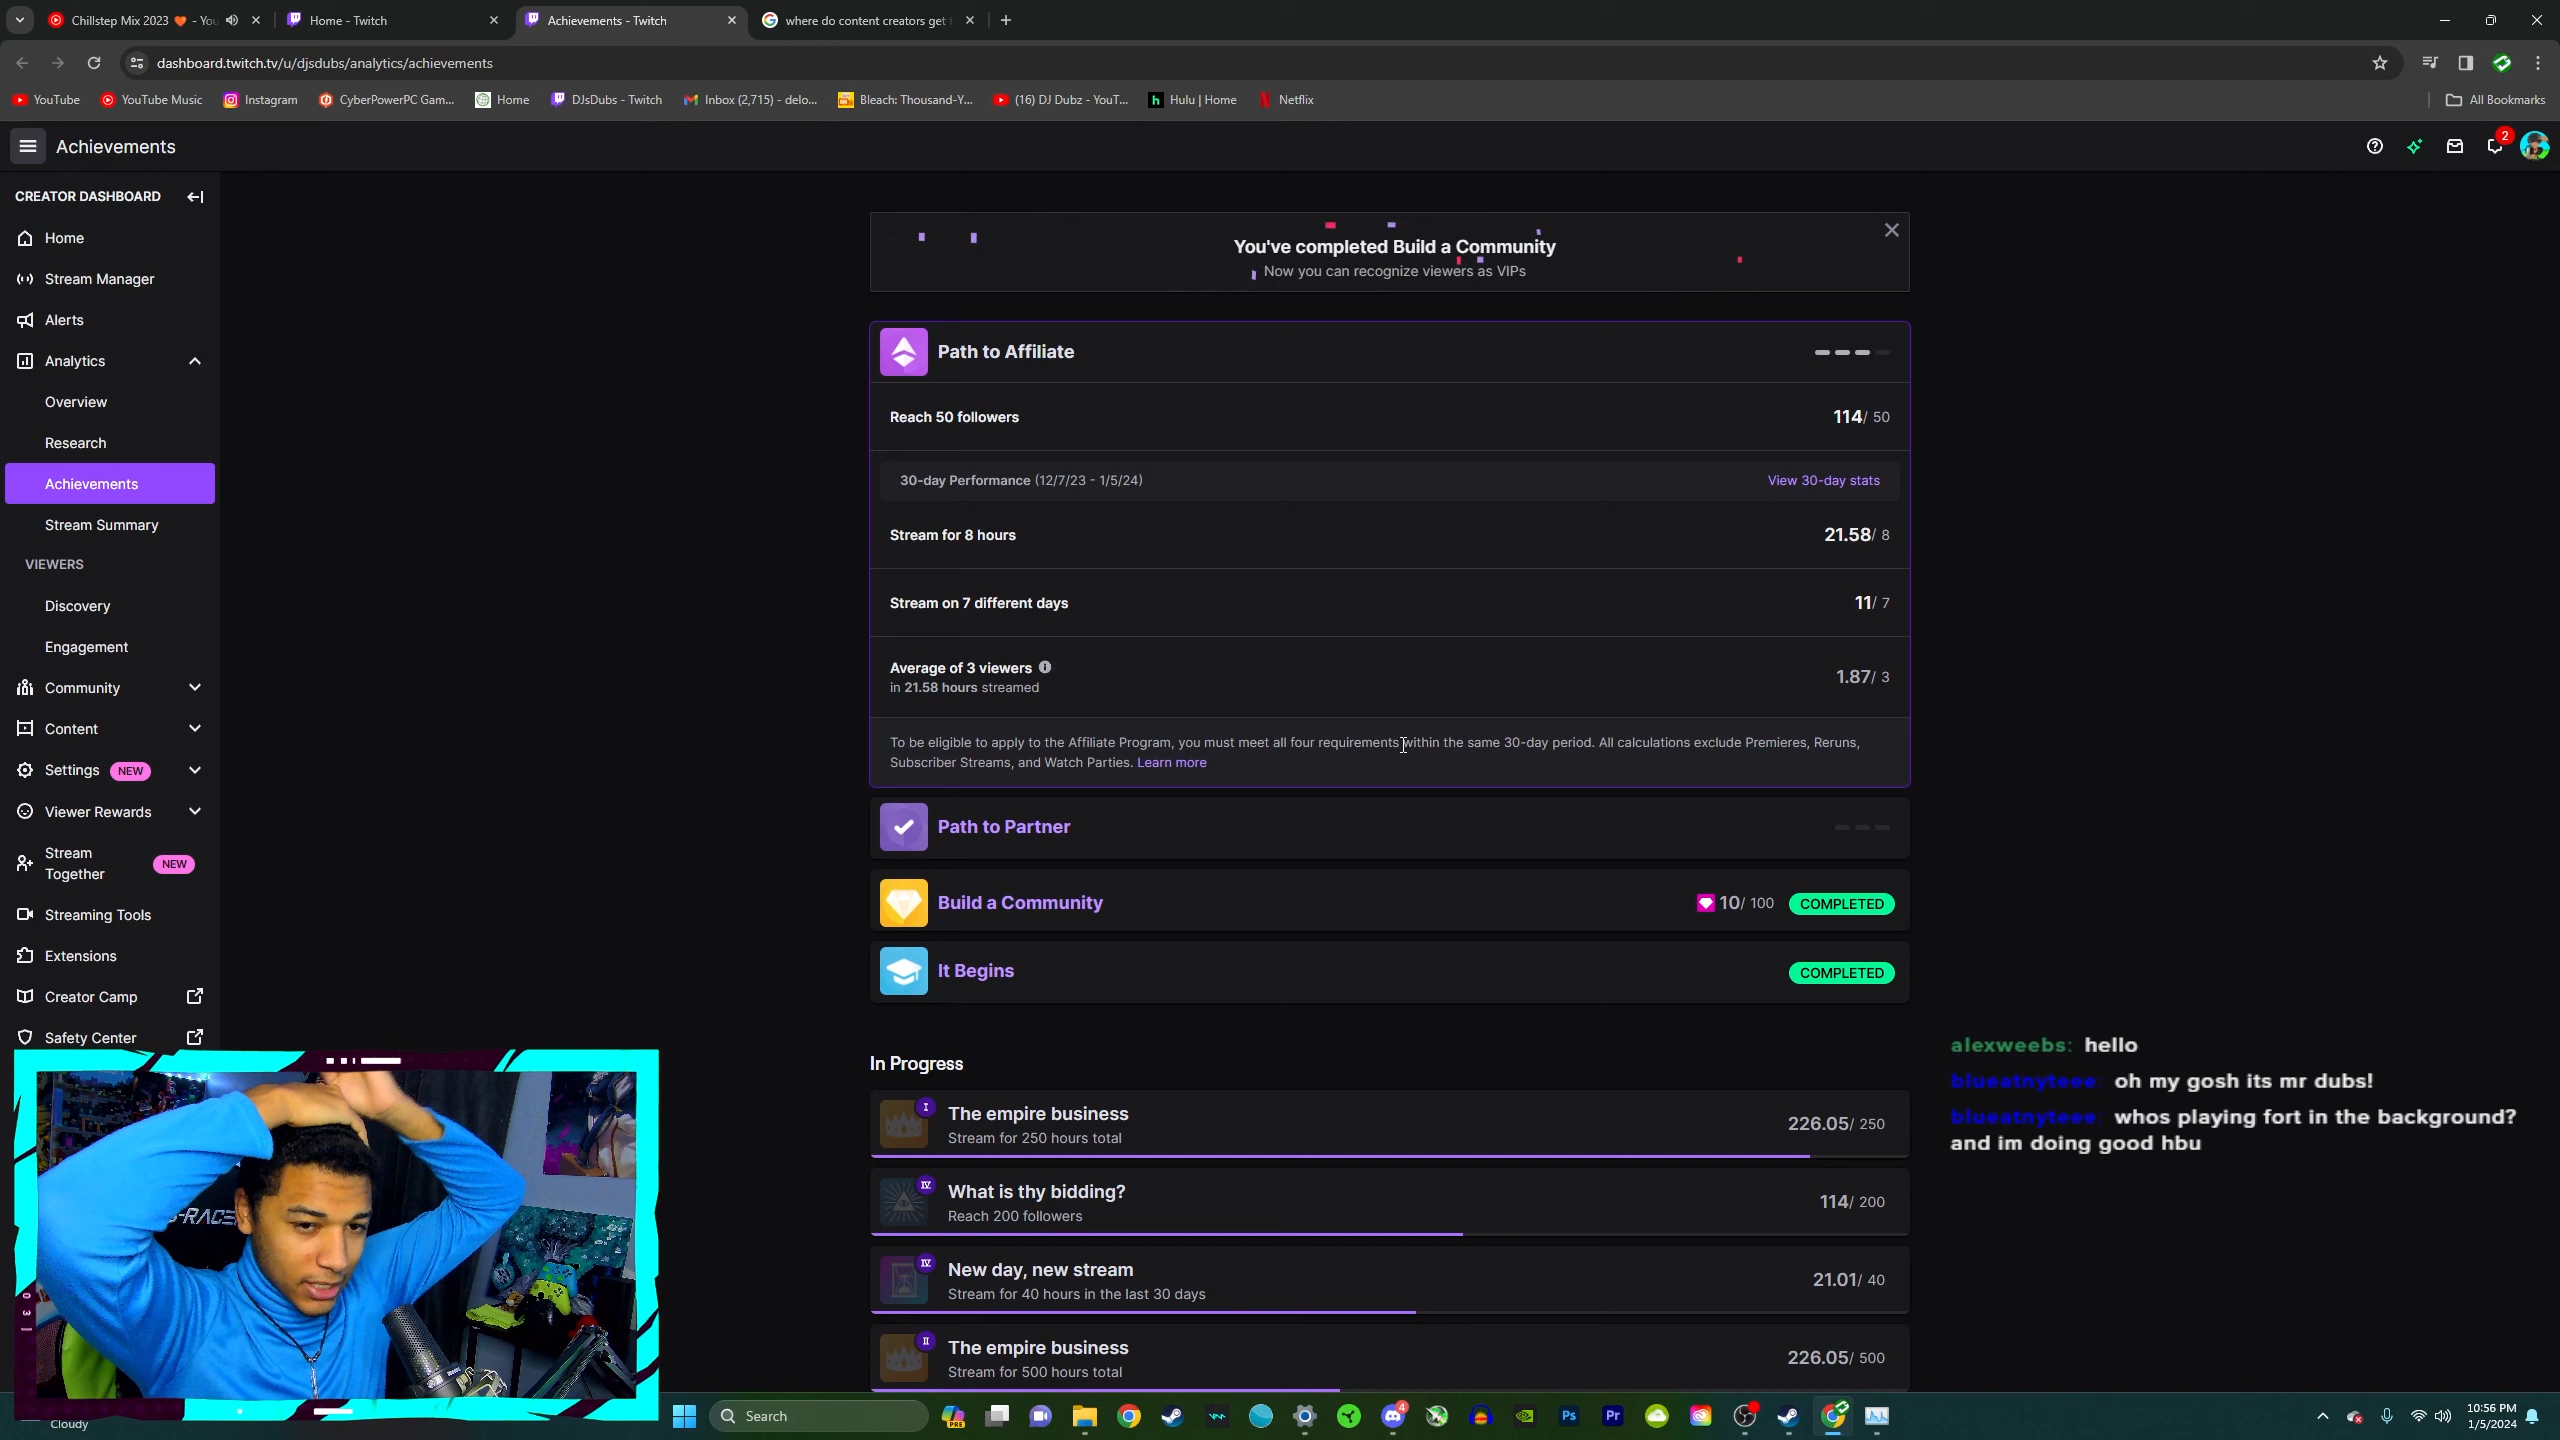 Chillstep Mix 2023 🧡 - You
Home - Twitch
Achievements - Twitch
where do content creators get
dashboard.twitch.tv/u/djsdubs/analytics/achievements
YouTube
YouTube Music
Instagram
CyberPowerPC Gam...
Home
DJsDubs - Twitch
Inbox (2,715) - delo...
Bleach: Thousand-Y...
(16) DJ Dubz - YouT...
Hulu | Home
Netflix
All Bookmarks
Achievements
2
CREATOR DASHBOARD
Home
Stream Manager
Alerts
Analytics
Overview
Research
Achievements
Stream Summary
VIEWERS
Discovery
Engagement
Community
Content
Settings NEW
Viewer Rewards
Stream
Together
NEW
Streaming Tools
Extensions
Creator Camp
Safety Center
You've completed Build a Community
Now you can recognize viewers as VIPs
Path to Affiliate
Reach 50 followers 114/ 50
30-day Performance (12/7/23 - 1/5/24) View 30-day stats
Stream for 8 hours 21.58/ 8
Stream on 7 different days 11/ 7
Average of 3 viewers
in 21.58 hours streamed
1.87/ 3
To be eligible to apply to the Affiliate Program, you must meet all four requirements within the same 30-day period. All calculations exclude Premieres, Reruns,
Subscriber Streams, and Watch Parties. Learn more
Path to Partner
Build a Community 10/ 100 COMPLETED
It Begins COMPLETED
In Progress
I
The empire business
Stream for 250 hours total
226.05/ 250
IV
What is thy bidding?
Reach 200 followers
114/ 200
IV
New day, new stream
Stream for 40 hours in the last 30 days
21.01/ 40
II
The empire business
Stream for 500 hours total
226.05/ 500
alexweebs: hello
blueatnyteee: oh my gosh its mr dubs!
blueatnyteee: whos playing fort in the background?
and im doing good hbu
-RACE
Cloudy
Search
PRE
4
Ps
Pr
10:56 PM
1/5/2024